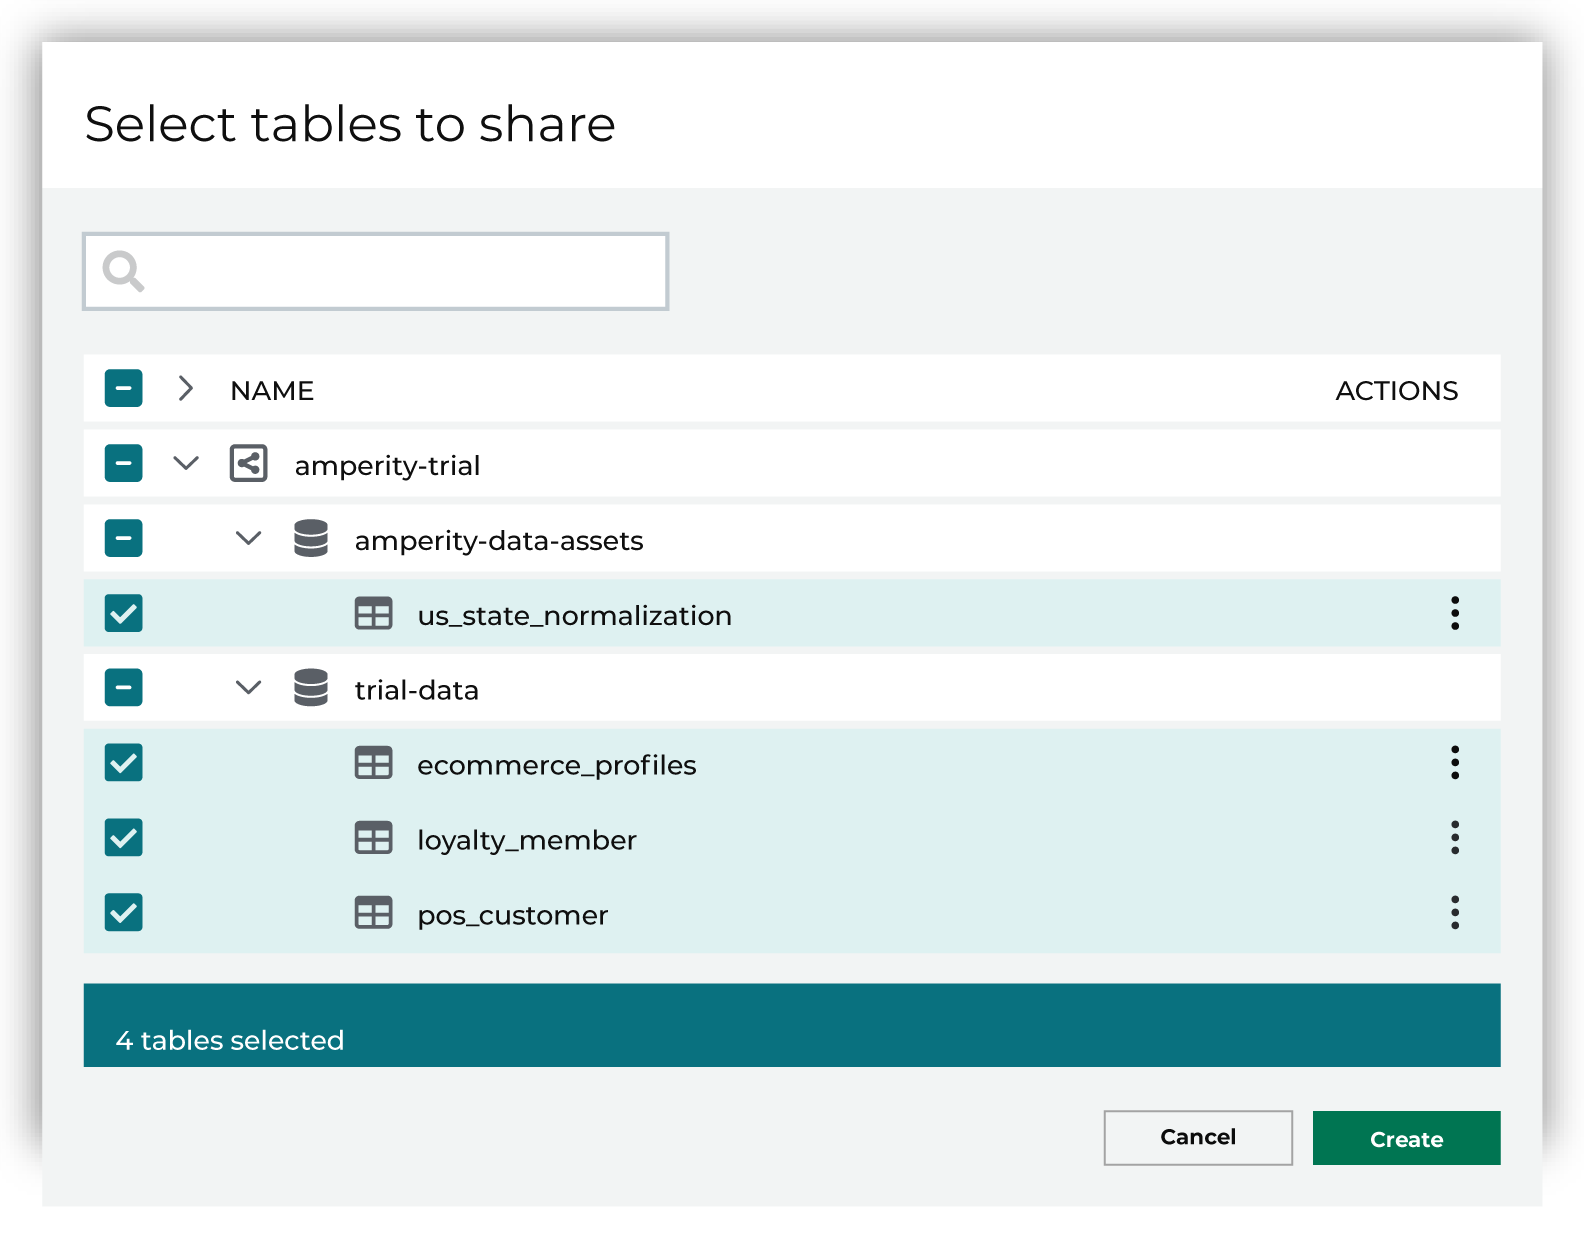 Select tables to share
NAME ACTIONS
amperity-trial
amperity-data-assets
us_state_normalization
trial-data
ecommerce_profiles
loyalty_member
pos_customer
4 tables selected
Cancel Create